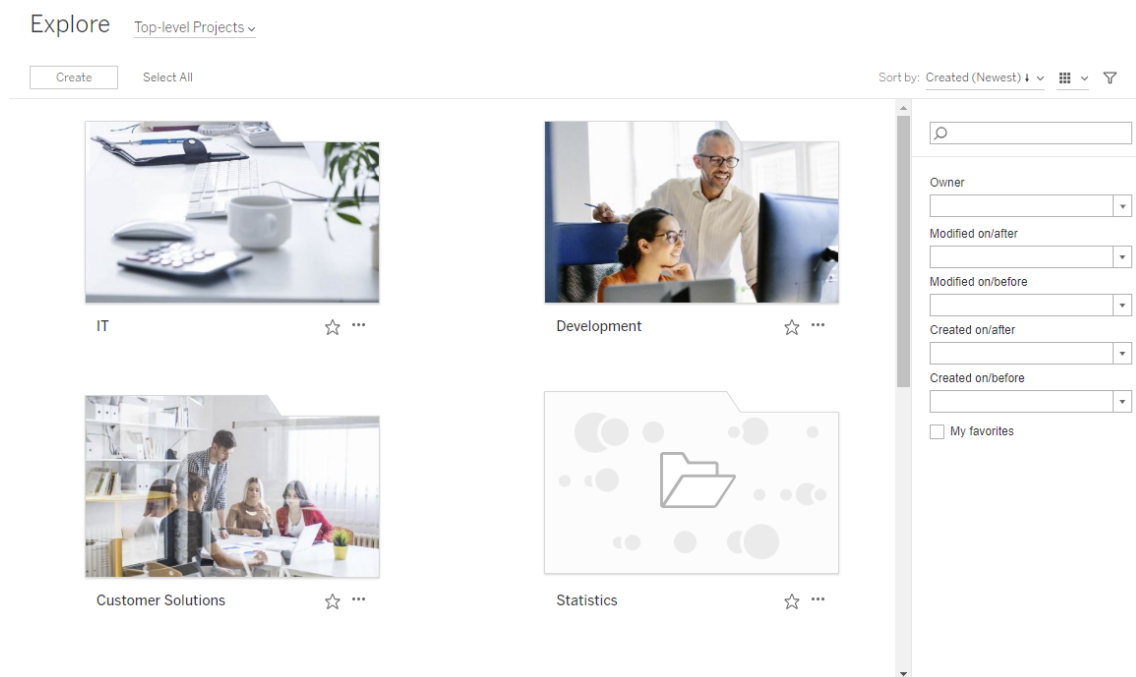 Explore
Top-level Projects
Create
Select All
Sort by: Created (Newest)
IT
Development
Customer Solutions
Statistics
Owner
Modified on/after
Modified on/before
Created on/after
Created on/before
My favorites